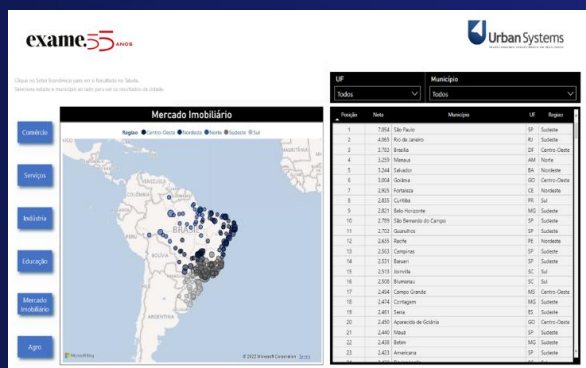 exame.55 ANOS
Urban Systems
Clique no Setor Econômico para ver o Resultado na Tabela.
Selecione estado e município ao lado para ver os resultados da cidade.
UF
Município
Todos
Todos
Mercado Imobiliário
Região Centro-Oeste Nordeste Norte Sudeste Sul
Comércio
Serviços
Indústria
Educação
Mercado
Imobiliário
Agro
BOLÍVIA
ARGENTINA
Microsoft Bing
© 2022 Microsoft Corporation Terms
Posição Nota Município UF Regiao
1 7,054 São Paulo SP Sudeste
2 4,065 Rio de Janeiro RJ Sudeste
3 3,702 Brasília DF Centro-Oeste
4 3,259 Manaus AM Norte
5 3,244 Salvador BA Nordeste
6 3,004 Goiânia GO Centro-Oeste
7 2,925 Fortaleza CE Nordeste
8 2,835 Curitiba PR Sul
9 2,821 Belo Horizonte MG Sudeste
10 2,769 São Bernardo do Campo SP Sudeste
11 2,702 Guarulhos SP Sudeste
12 2,635 Recife PE Nordeste
13 2,563 Campinas SP Sudeste
14 2,531 Barueri SP Sudeste
15 2,513 Joinville SC Sul
16 2,508 Blumenau SC Sul
17 2,494 Campo Grande MS Centro-Oeste
18 2,474 Contagem MG Sudeste
19 2,461 Serra ES Sudeste
20 2,450 Aparecida de Goiânia GO Centro-Oeste
21 2,440 Mauá SP Sudeste
22 2,438 Betim MG Sudeste
23 2,423 Americana SP Sudeste